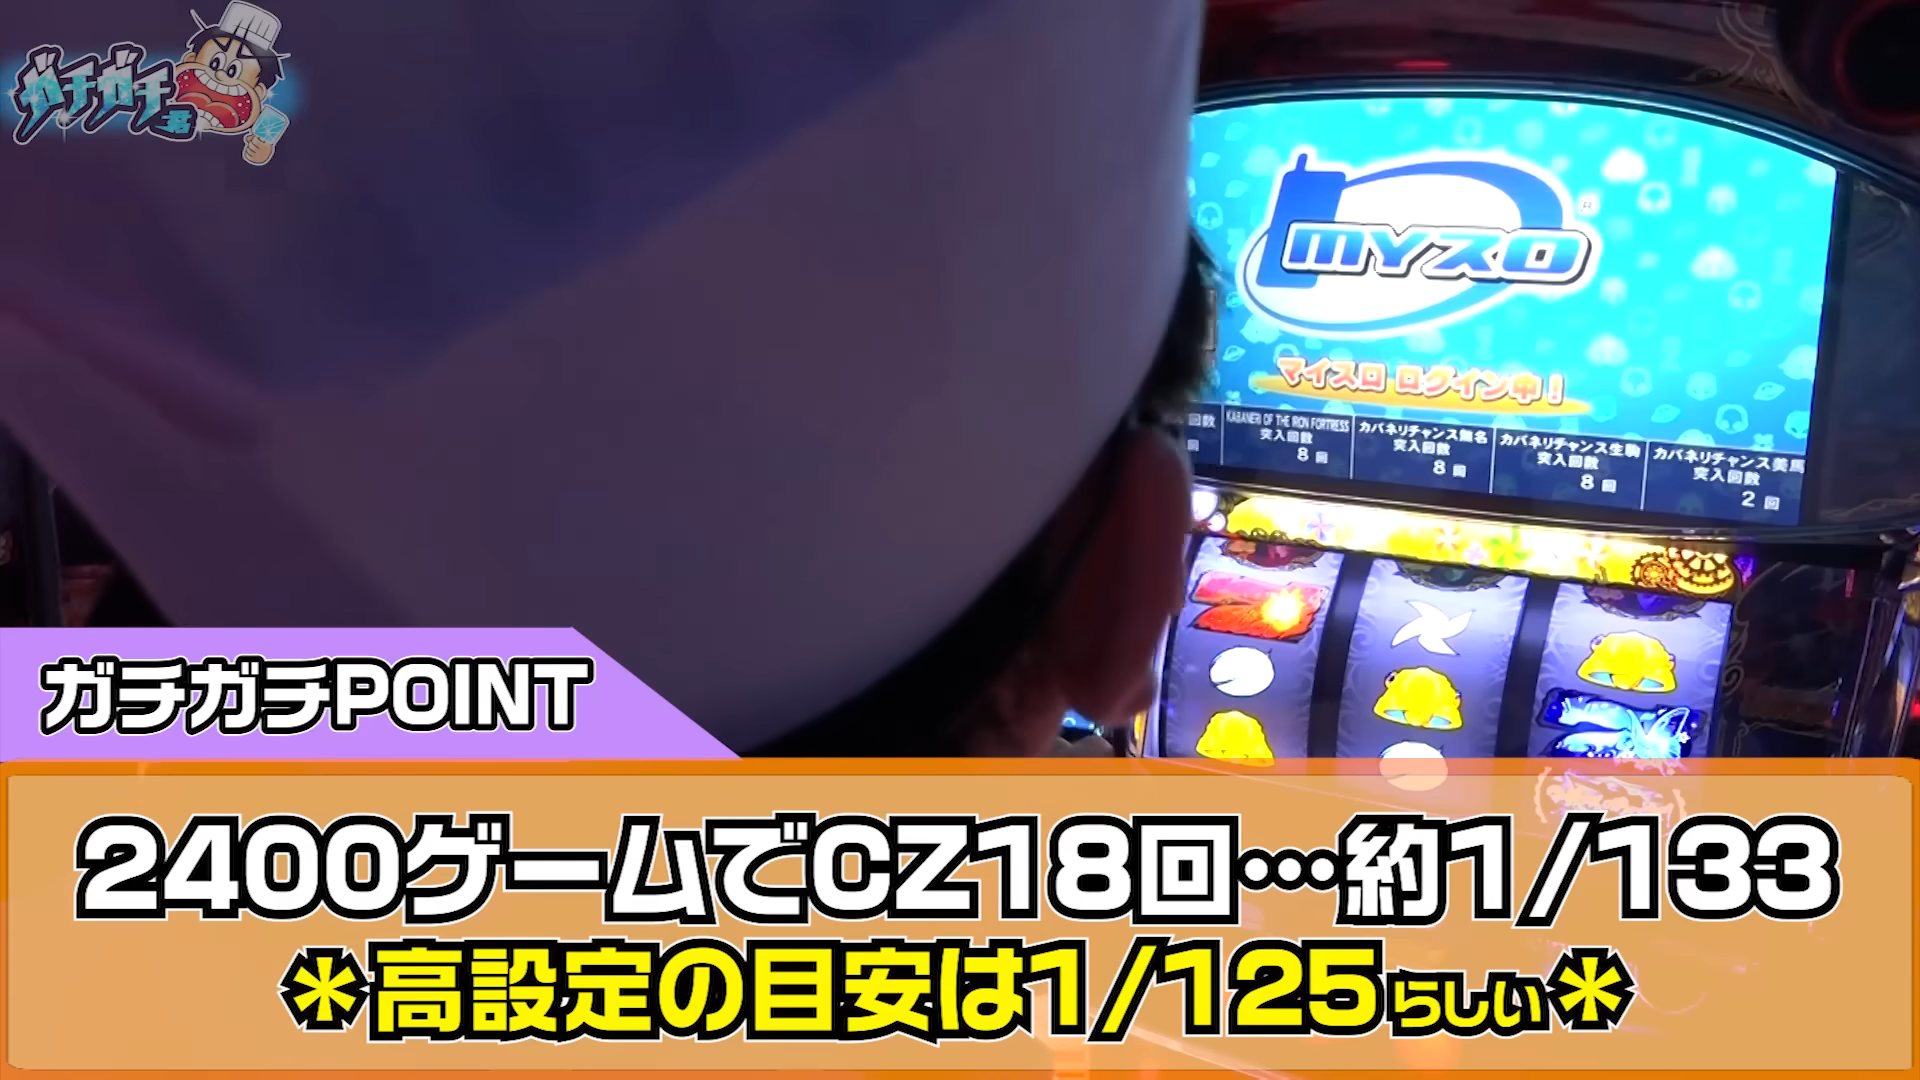 ガチガチ君
MYスロ
マイスロ ログイン中！
回数
KABANERI OF THE IRON FORTRESS
突入回数
8回
カバネリチャンス無名
突入回数
8回
カバネリチャンス生駒
突入回数
8回
カバネリチャンス美馬
突入回数
2回
ガチガチPOINT
2400ゲームでCZ18回…約1/133
＊高設定の目安は1/125らしい＊